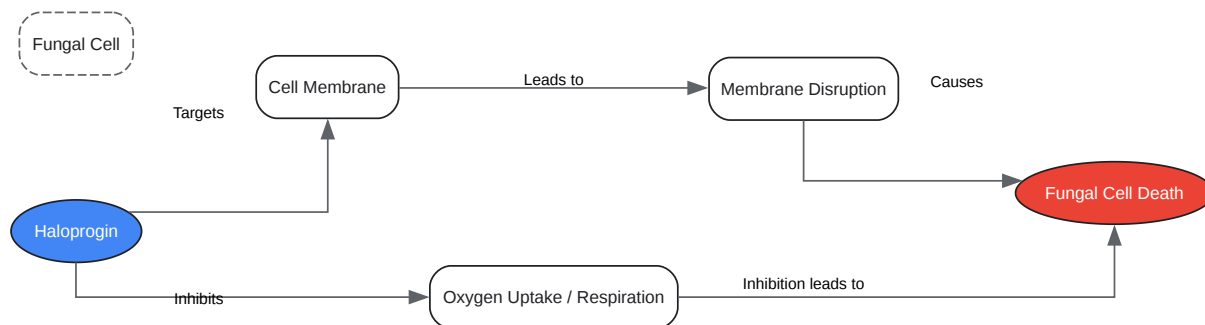 Fungal Cell
Cell Membrane
Leads to
Membrane Disruption
Causes
Targets
Fungal Cell Death
Haloprogin
Inhibits
Oxygen Uptake / Respiration
Inhibition leads to